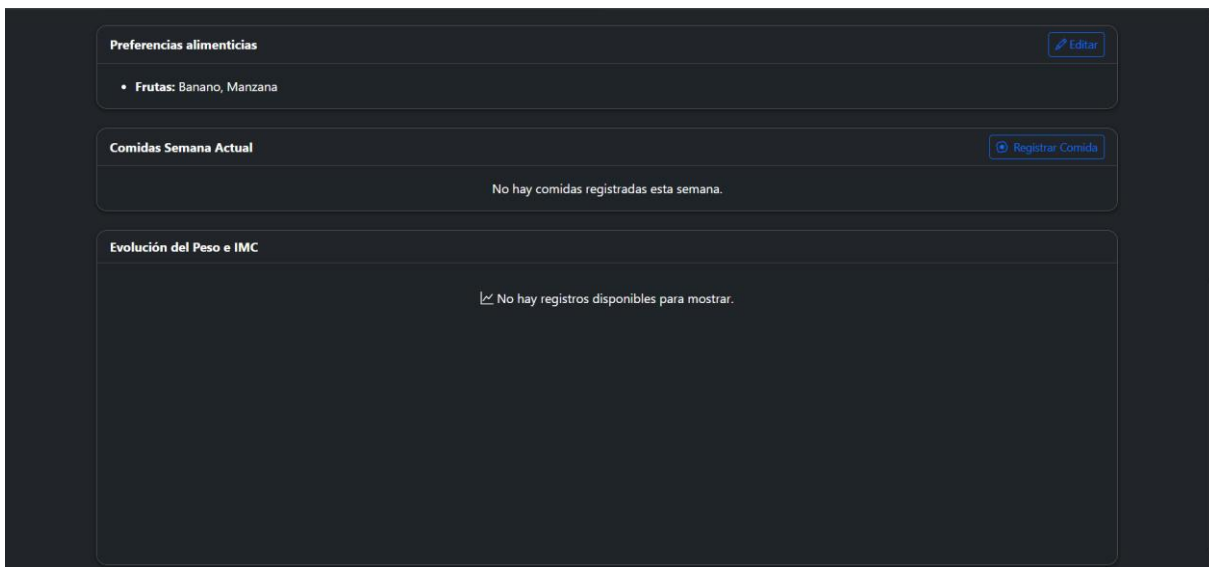 Preferencias alimenticias
Editar
• Frutas: Banano, Manzana
Comidas Semana Actual
Registrar Comida
No hay comidas registradas esta semana.
Evolución del Peso e IMC
No hay registros disponibles para mostrar.